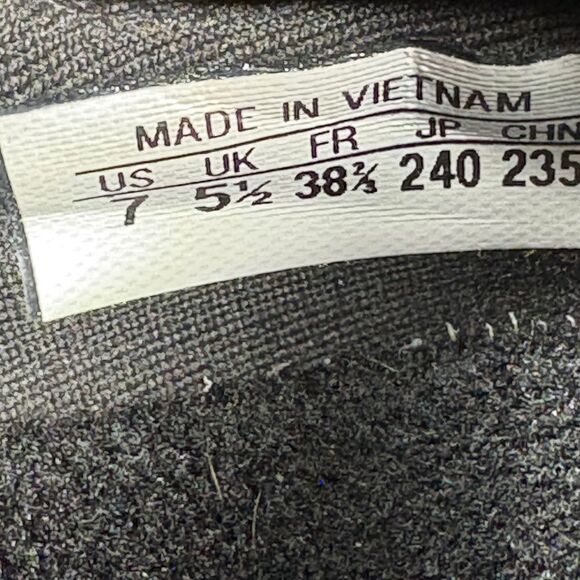 MADE IN VIETNAM
US UK FR JP CHN
7 5½ 38⅔ 240 235